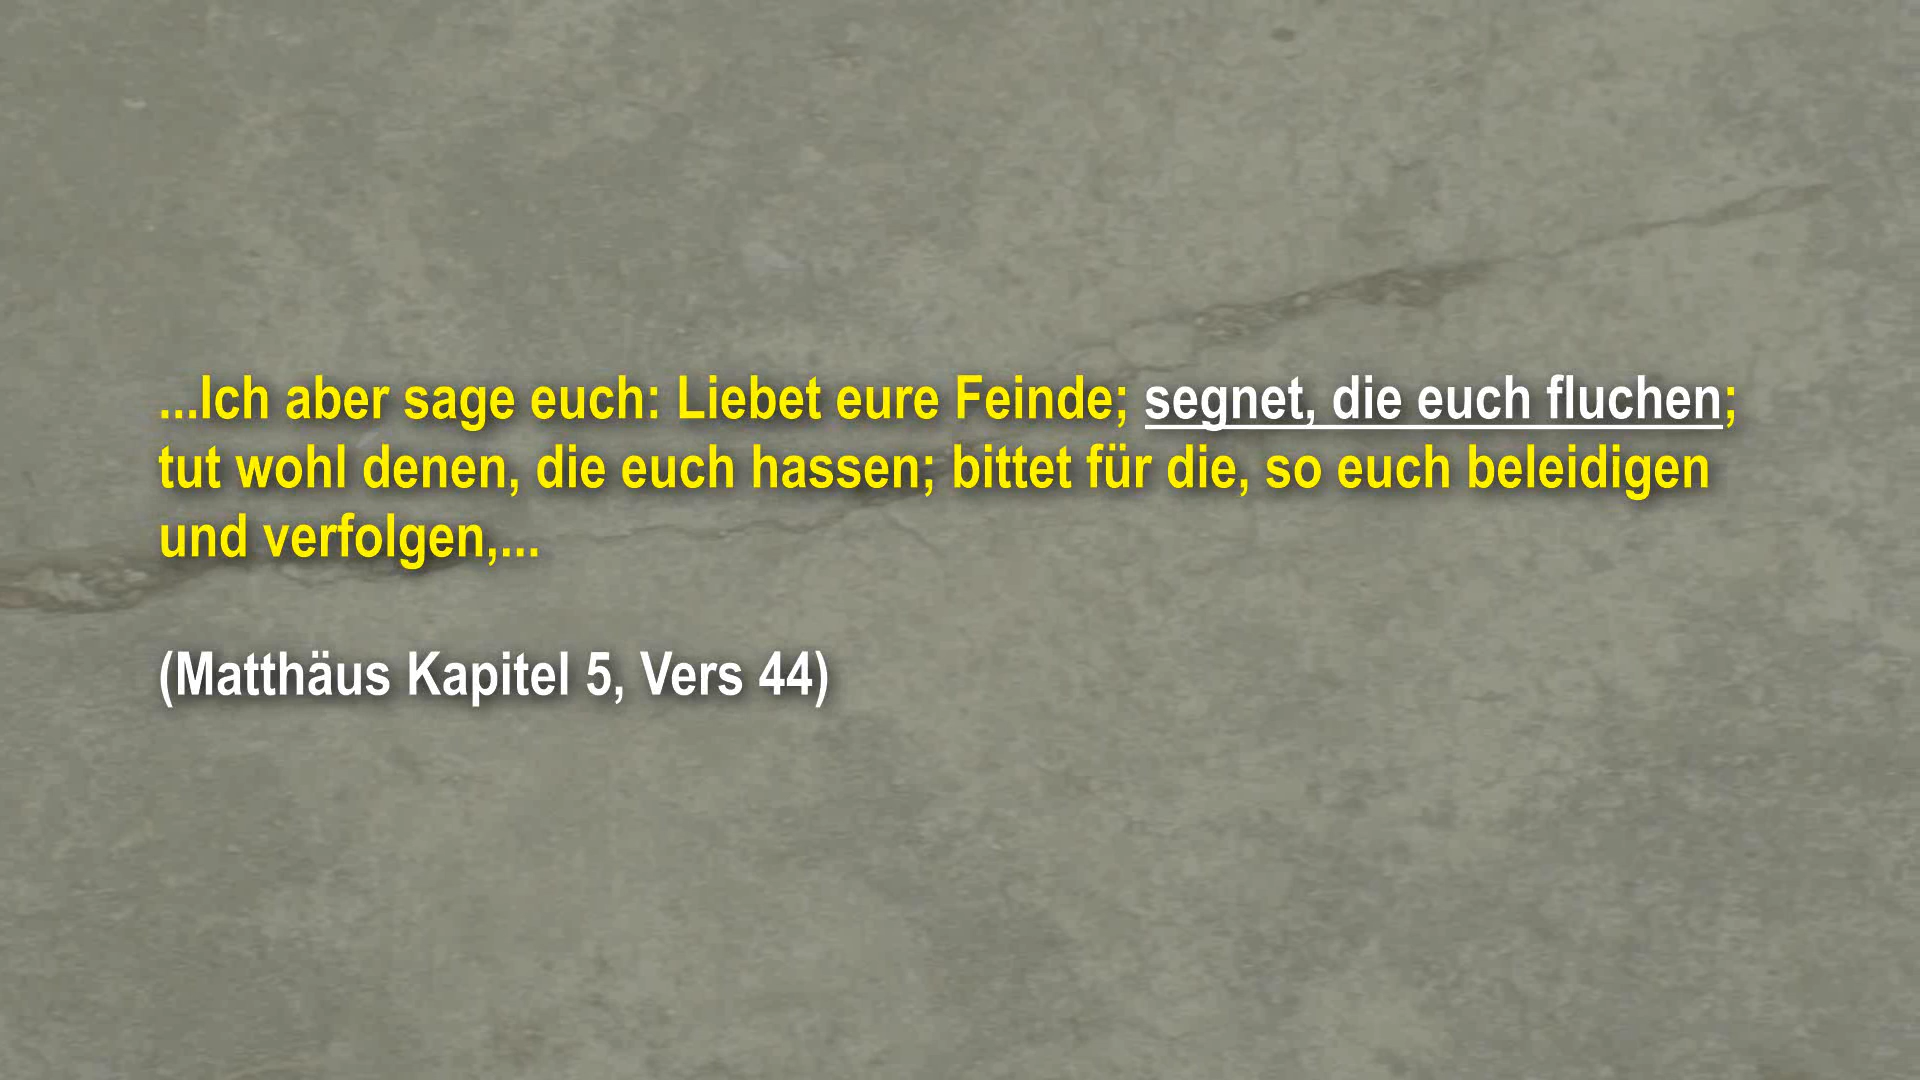 ...Ich aber sage euch: Liebet eure Feinde; segnet, die euch fluchen;
tut wohl denen, die euch hassen; bittet für die, so euch beleidigen
und verfolgen,...
(Matthäus Kapitel 5, Vers 44)